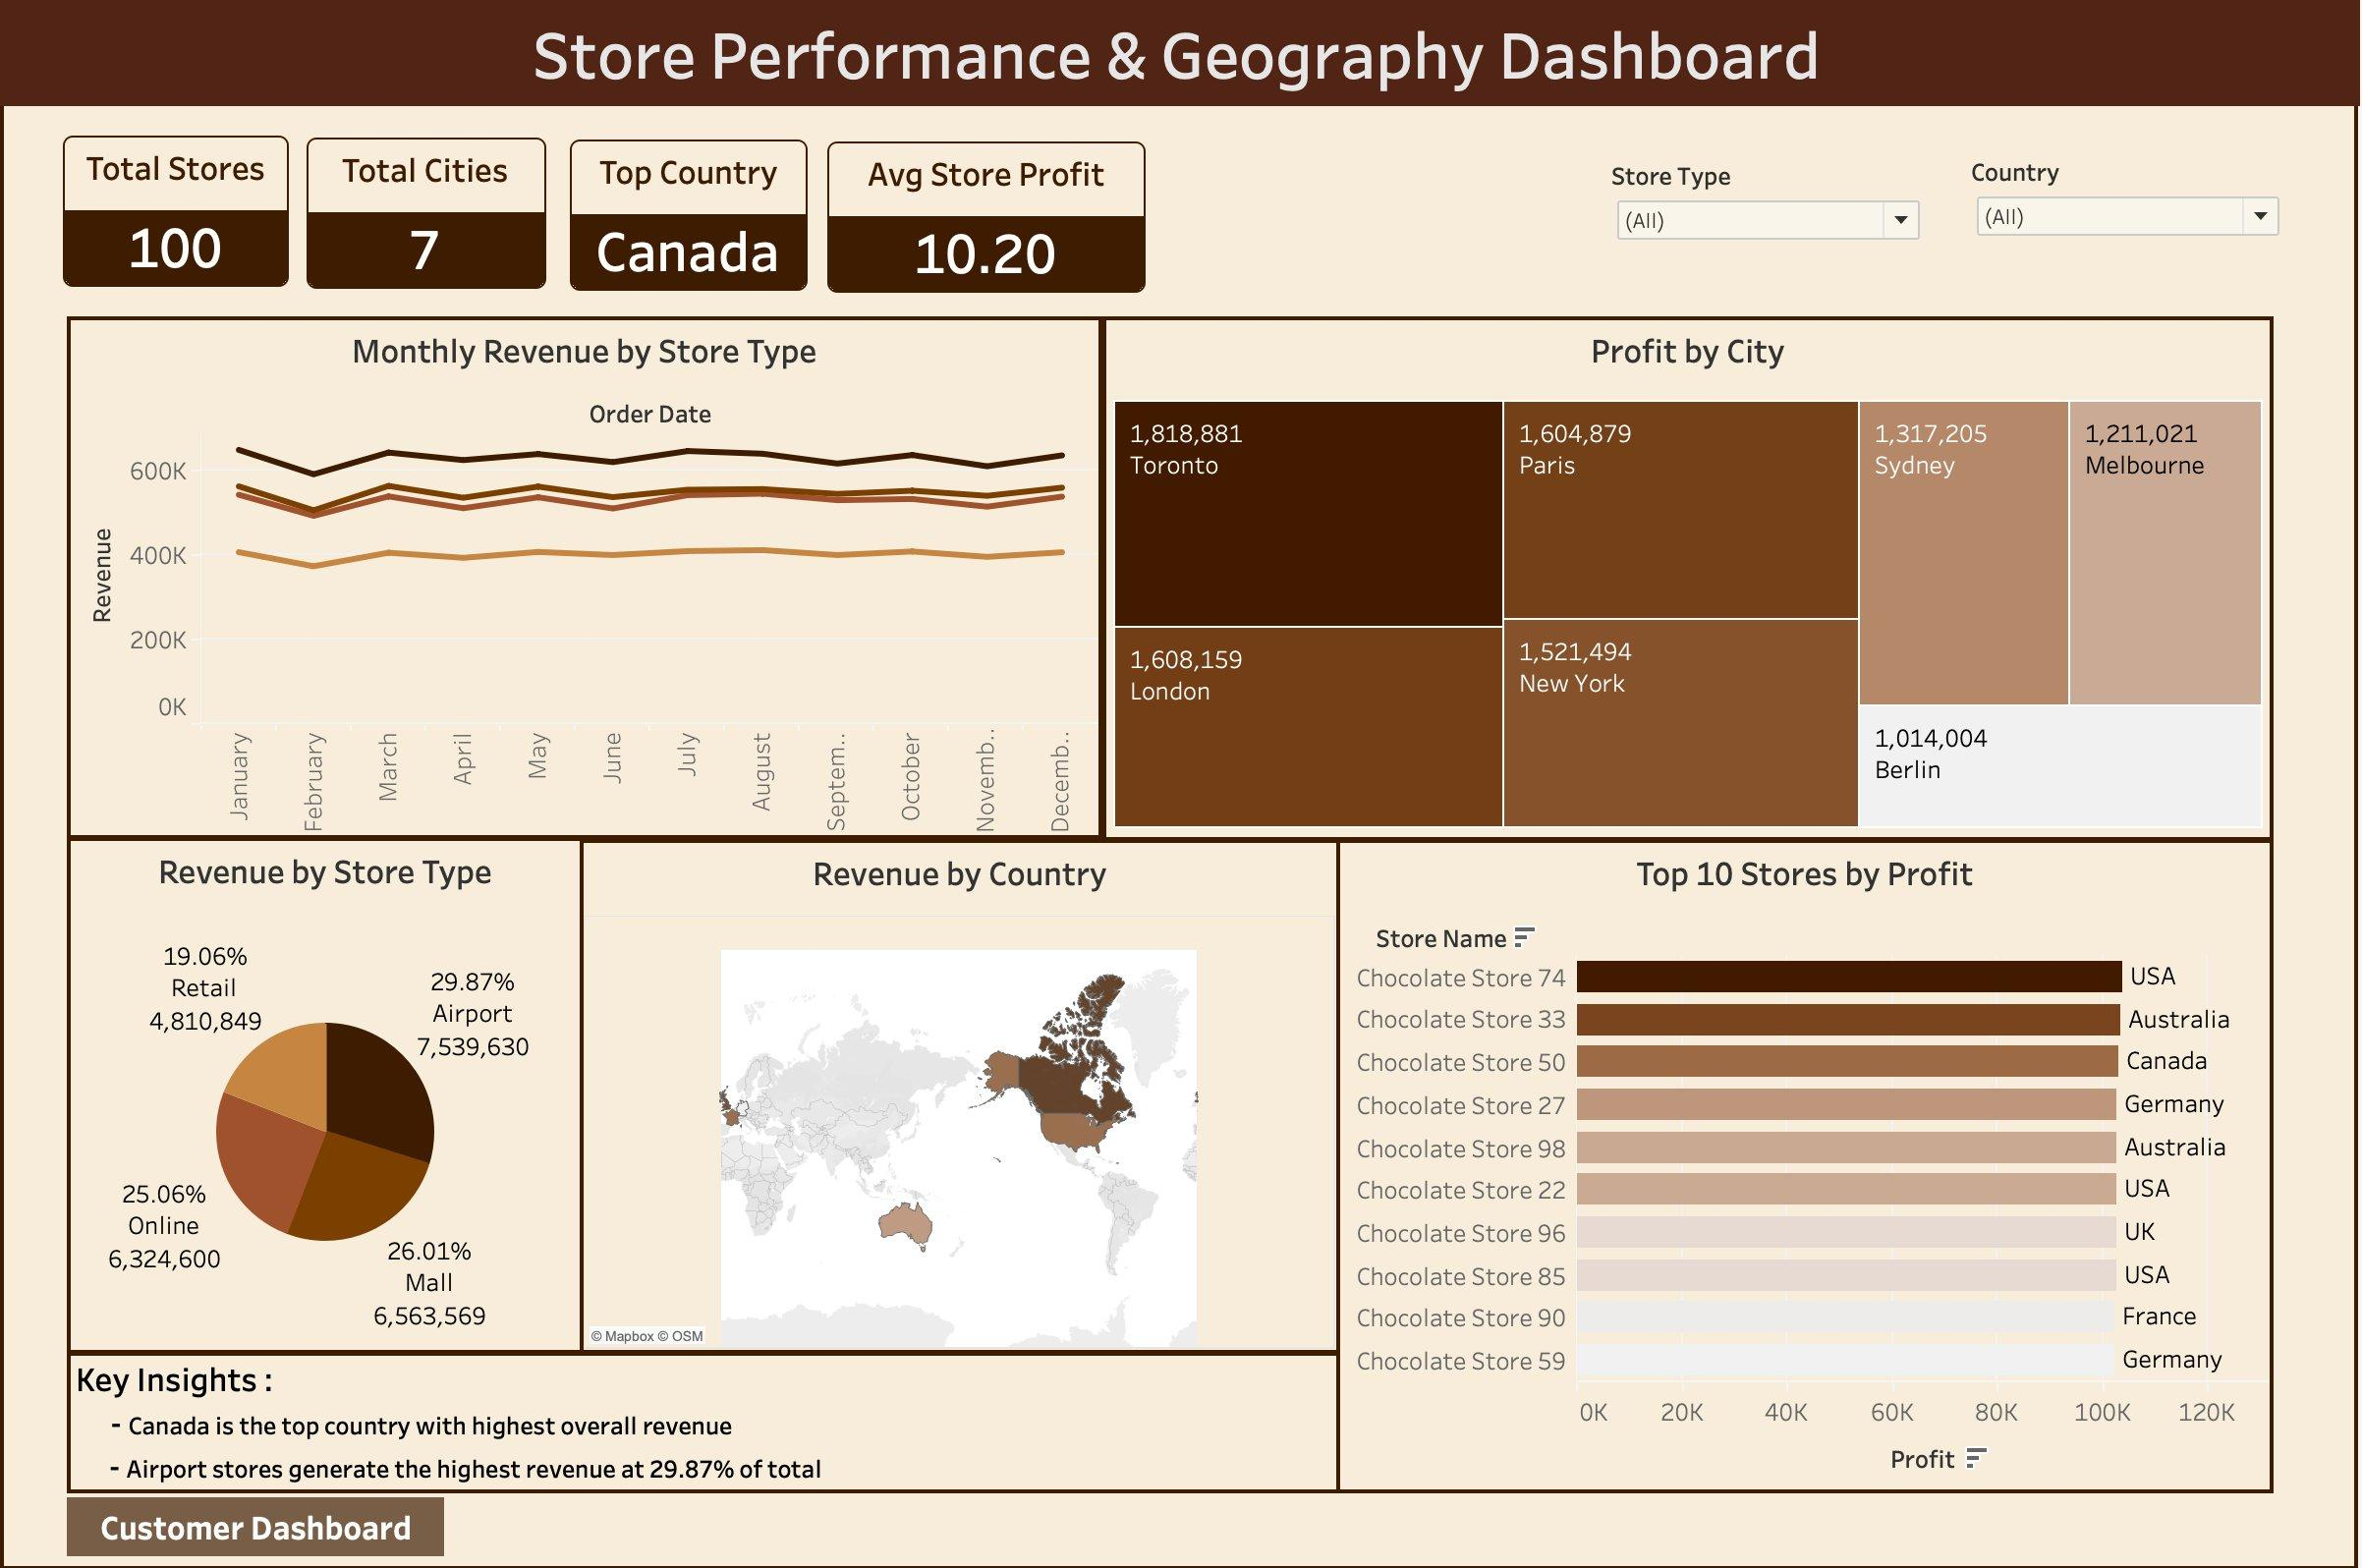 Store Performance & Geography Dashboard
Total Stores
100
Total Cities
7
Top Country
Canada
Avg Store Profit
10.20
Store Type
(All)
Country
(All)
Monthly Revenue by Store Type
Order Date
Revenue
600K
400K
200K
0K
January
February
March
April
May
June
July
August
Septem..
October
Novemb..
Decemb..
Profit by City
1,818,881
Toronto
1,608,159
London
1,604,879
Paris
1,521,494
New York
1,317,205
Sydney
1,211,021
Melbourne
1,014,004
Berlin
Revenue by Store Type
19.06%
Retail
4,810,849
29.87%
Airport
7,539,630
25.06%
Online
6,324,600
26.01%
Mall
6,563,569
Revenue by Country
© Mapbox © OSM
Top 10 Stores by Profit
Store Name
Chocolate Store 74 USA
Chocolate Store 33 Australia
Chocolate Store 50 Canada
Chocolate Store 27 Germany
Chocolate Store 98 Australia
Chocolate Store 22 USA
Chocolate Store 96 UK
Chocolate Store 85 USA
Chocolate Store 90 France
Chocolate Store 59 Germany
0K 20K 40K 60K 80K 100K 120K
Profit
Key Insights :
- Canada is the top country with highest overall revenue
- Airport stores generate the highest revenue at 29.87% of total
Customer Dashboard